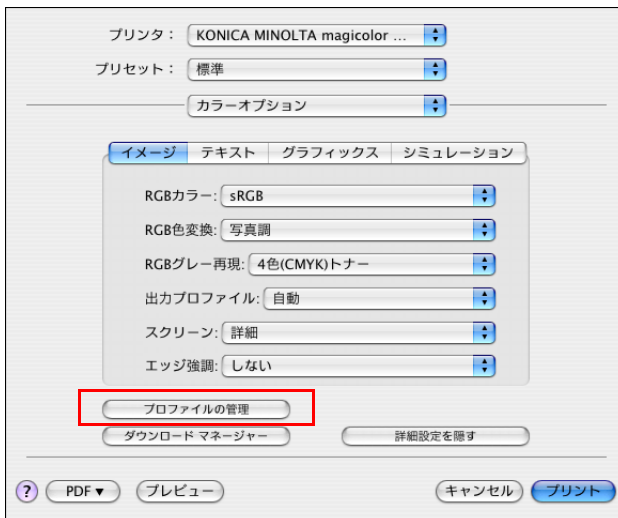 プリンタ： KONICA MINOLTA magicolor ...
プリセット： 標準
カラーオプション
イメージ テキスト グラフィックス シミュレーション
RGBカラー: sRGB
RGB色変換: 写真調
RGBグレー再現: 4色(CMYK)トナー
出力プロファイル: 自動
スクリーン: 詳細
エッジ強調: しない
プロファイルの管理
ダウンロード マネージャー 詳細設定を隠す
? PDF▼ プレビュー キャンセル プリント